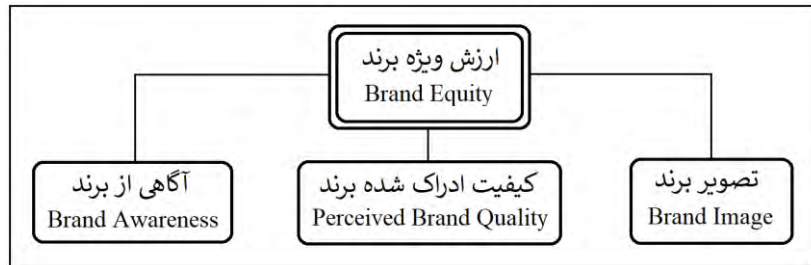 ارزش ویژه برند
Brand Equity
تصویر برند
Brand Image
کیفیت ادراک شده برند
Perceived Brand Quality
آگاهی از برند
Brand Awareness